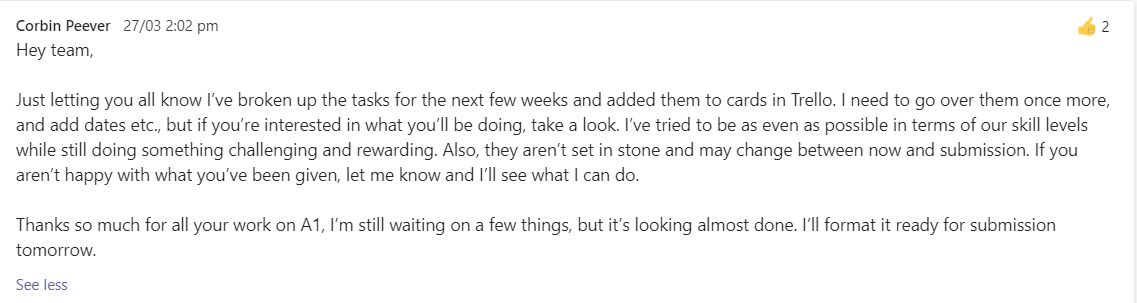 Corbin Peever 27/03 2:02 pm
2
Hey team,
Just letting you all know I've broken up the tasks for the next few weeks and added them to cards in Trello. I need to go over them once more,
and add dates etc., but if you're interested in what you'll be doing, take a look. I've tried to be as even as possible in terms of our skill levels
while still doing something challenging and rewarding. Also, they aren't set in stone and may change between now and submission. If you
aren't happy with what you've been given, let me know and I'll see what I can do.
Thanks so much for all your work on A1, I'm still waiting on a few things, but it's looking almost done. I'll format it ready for submission
tomorrow.
See less